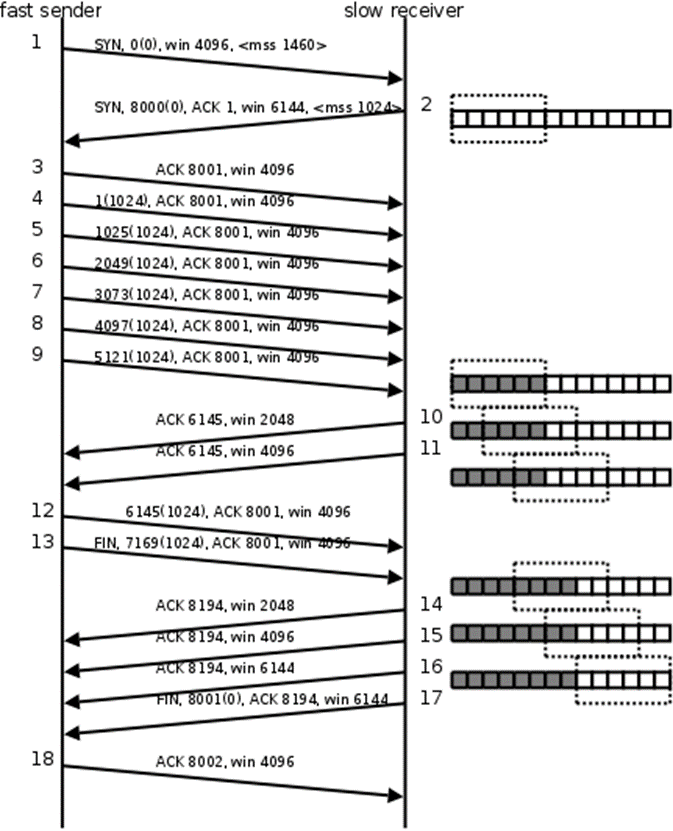 fast sender slow receiver
1 SYN, 0(0), win 4096, <mss 1460>
SYN, 8000(0), ACK 1, win 6144, <mss 1024> 2
3 ACK 8001, win 4096
4 1(1024), ACK 8001, win 4096
5 1025(1024), ACK 8001, win 4096
6 2049(1024), ACK 8001, win 4096
7 3073(1024), ACK 8001, win 4096
8 4097(1024), ACK 8001, win 4096
9 5121(1024), ACK 8001, win 4096
ACK 6145, win 2048 10
ACK 6145, win 4096 11
12 6145(1024), ACK 8001, win 4096
13 FIN, 7169(1024), ACK 8001, win 4096
ACK 8194, win 2048 14
ACK 8194, win 4096 15
ACK 8194, win 6144 16
FIN, 8001(0), ACK 8194, win 6144 17
18 ACK 8002, win 4096